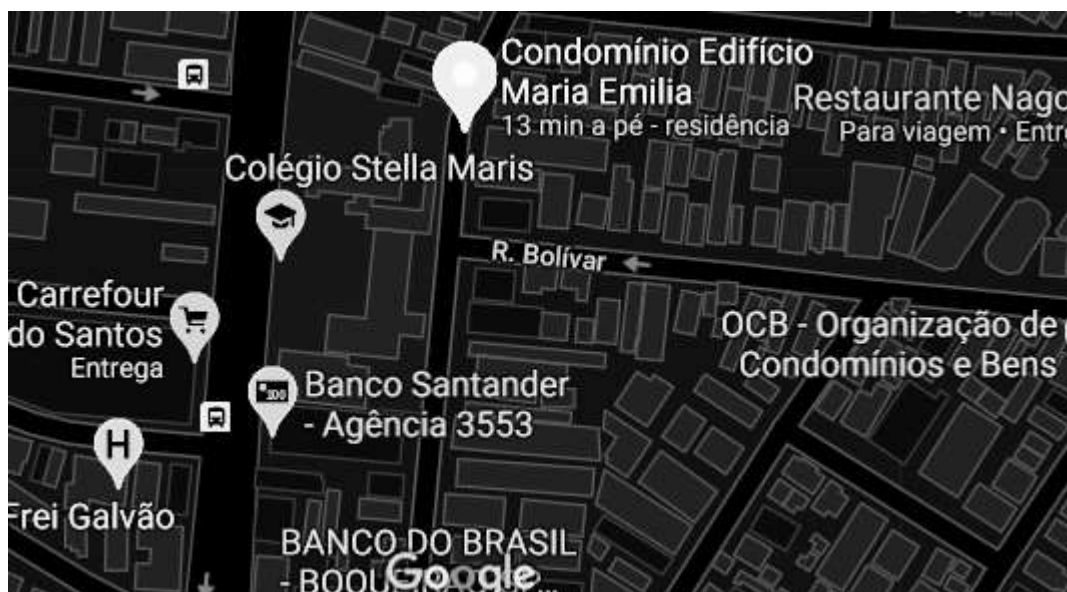 Condomínio Edifício
Maria Emilia
13 min a pé - residência
Restaurante Nago
Para viagem • Entre
Colégio Stella Maris
R. Bolívar
Carrefour
do Santos
Entrega
OCB - Organização de
Condomínios e Bens
Banco Santander
- Agência 3553
H
Frei Galvão
BANCO DO BRASIL
Google